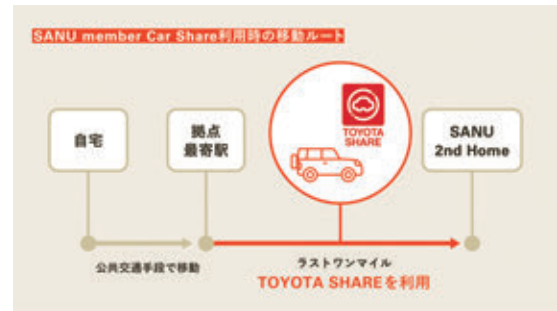 SANU member Car Share利用時の移動ルート
自宅
拠点
最寄駅
TOYOTA
SHARE
SANU
2nd Home
公共交通手段で移動
ラストワンマイル
TOYOTA SHAREを利用